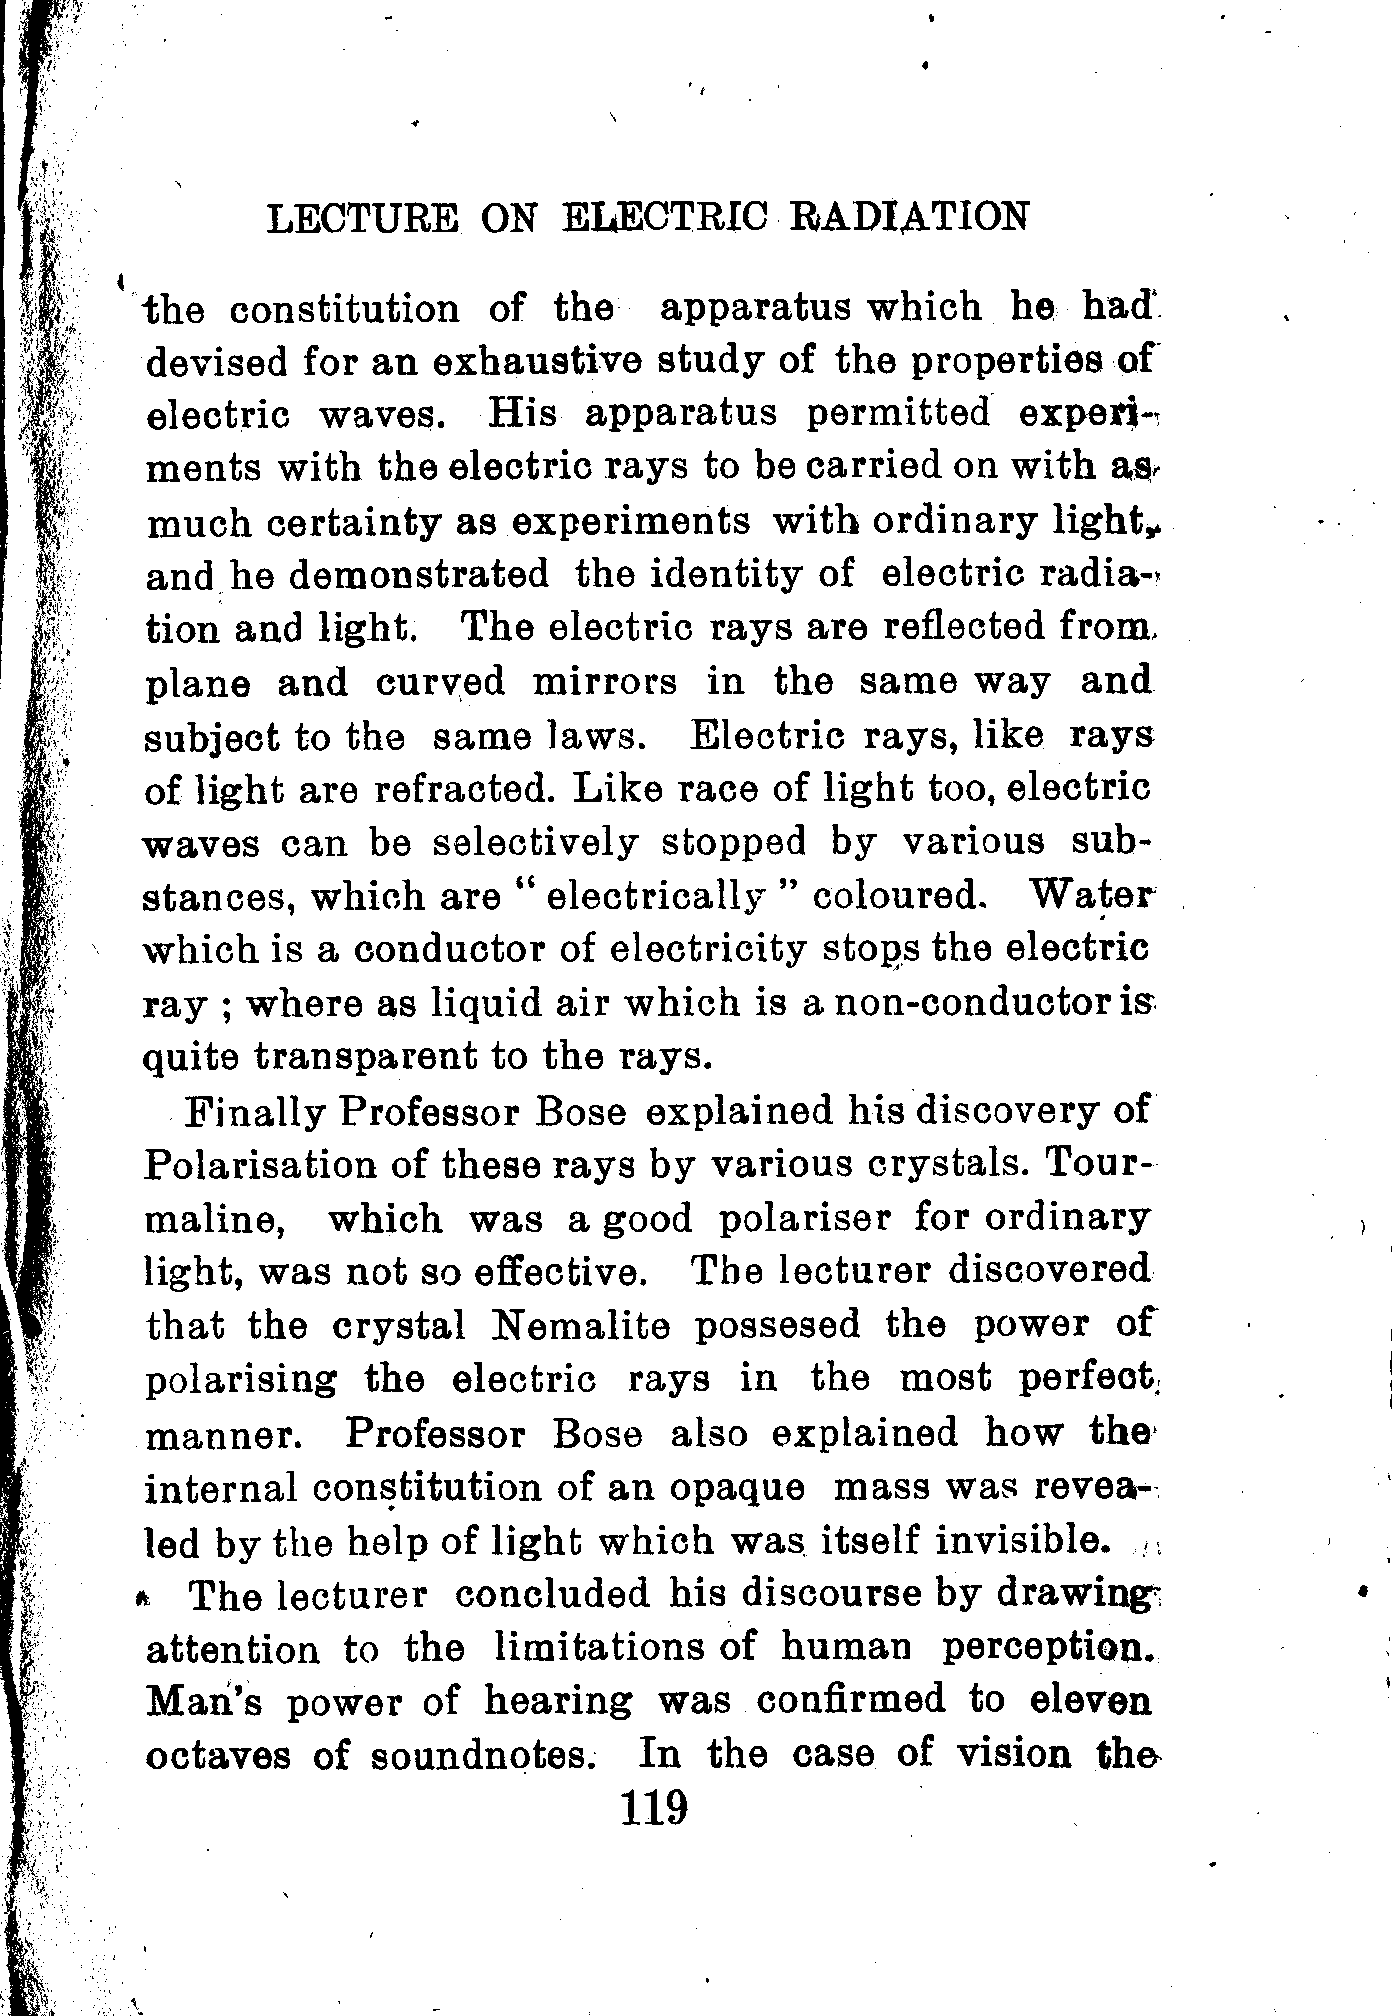 LECTURE ON ELECTRIC RADIATION
the constitution of the apparatus which he had
devised for an exhaustive study of the properties of
electric waves. His apparatus permitted experi-
ments with the electric rays to be carried on with as
much certainty as experiments with ordinary light,
and he demonstrated the identity of electric radia-
tion and light. The electric rays are reflected from
plane and curved mirrors in the same way and
subject to the same laws. Electric rays, like rays
of light are refracted. Like race of light too, electric
waves can be selectively stopped by various sub-
stances, which are “ electrically ” coloured. Water
which is a conductor of electricity stops the electric
ray ; where as liquid air which is a non-conductor is
quite transparent to the rays.
Finally Professor Bose explained his discovery of
Polarisation of these rays by various crystals. Tour-
maline, which was a good polariser for ordinary
light, was not so effective. The lecturer discovered
that the crystal Nemalite possesed the power of
polarising the electric rays in the most perfect
manner. Professor Bose also explained how the
internal constitution of an opaque mass was revea-
led by the help of light which was itself invisible.
The lecturer concluded his discourse by drawing
attention to the limitations of human perception.
Man's power of hearing was confirmed to eleven
octaves of soundnotes. In the case of vision the
119